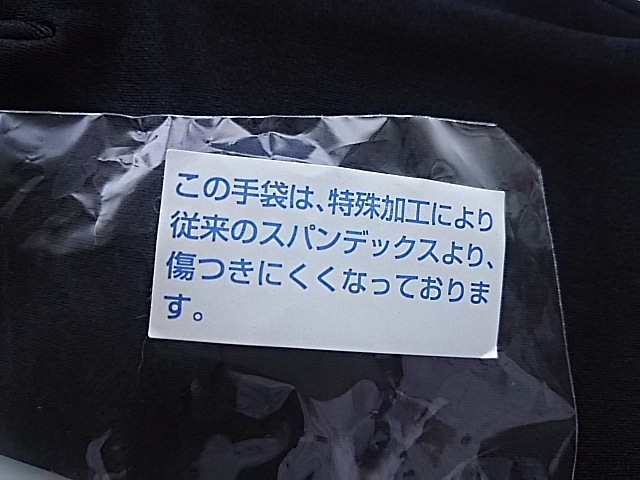 この手袋は、特殊加工により
従来のスパンデックスより、
傷つきにくくなっておりま
す。